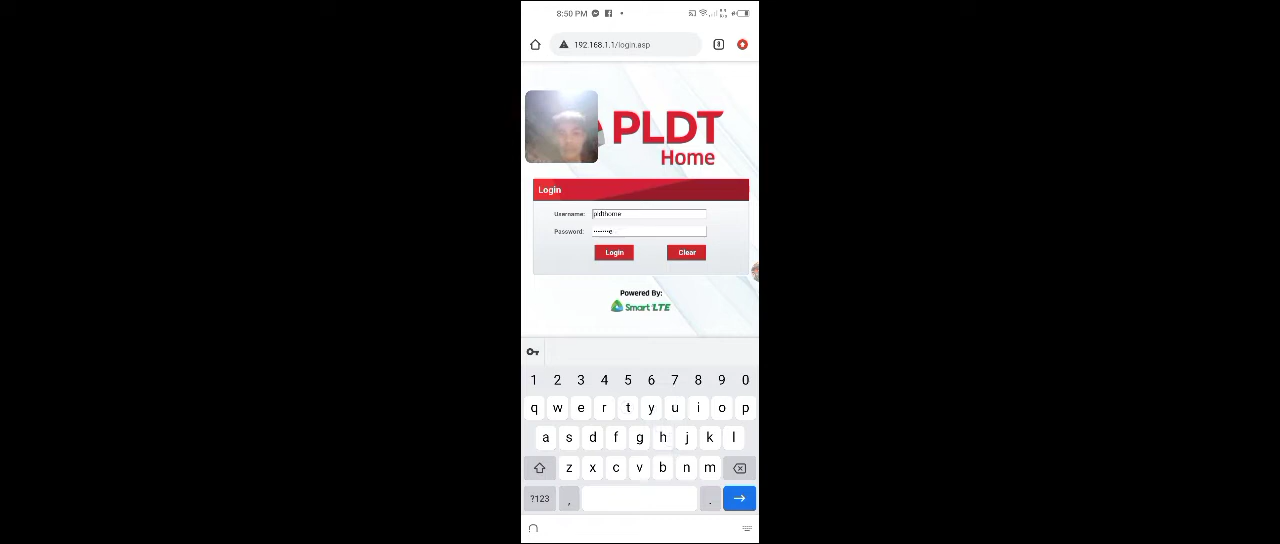 8:50 PM
192.168.1.1/login.asp
8
PLDT
Home
Login
Username: pldthome
Password: •••••••e
Login Clear
Powered By:
Smart LTE
1 2 3 4 5 6 7 8 9 0
q w e r t y u i o p
a s d f g h j k l
z x c v b n m
?123 , .